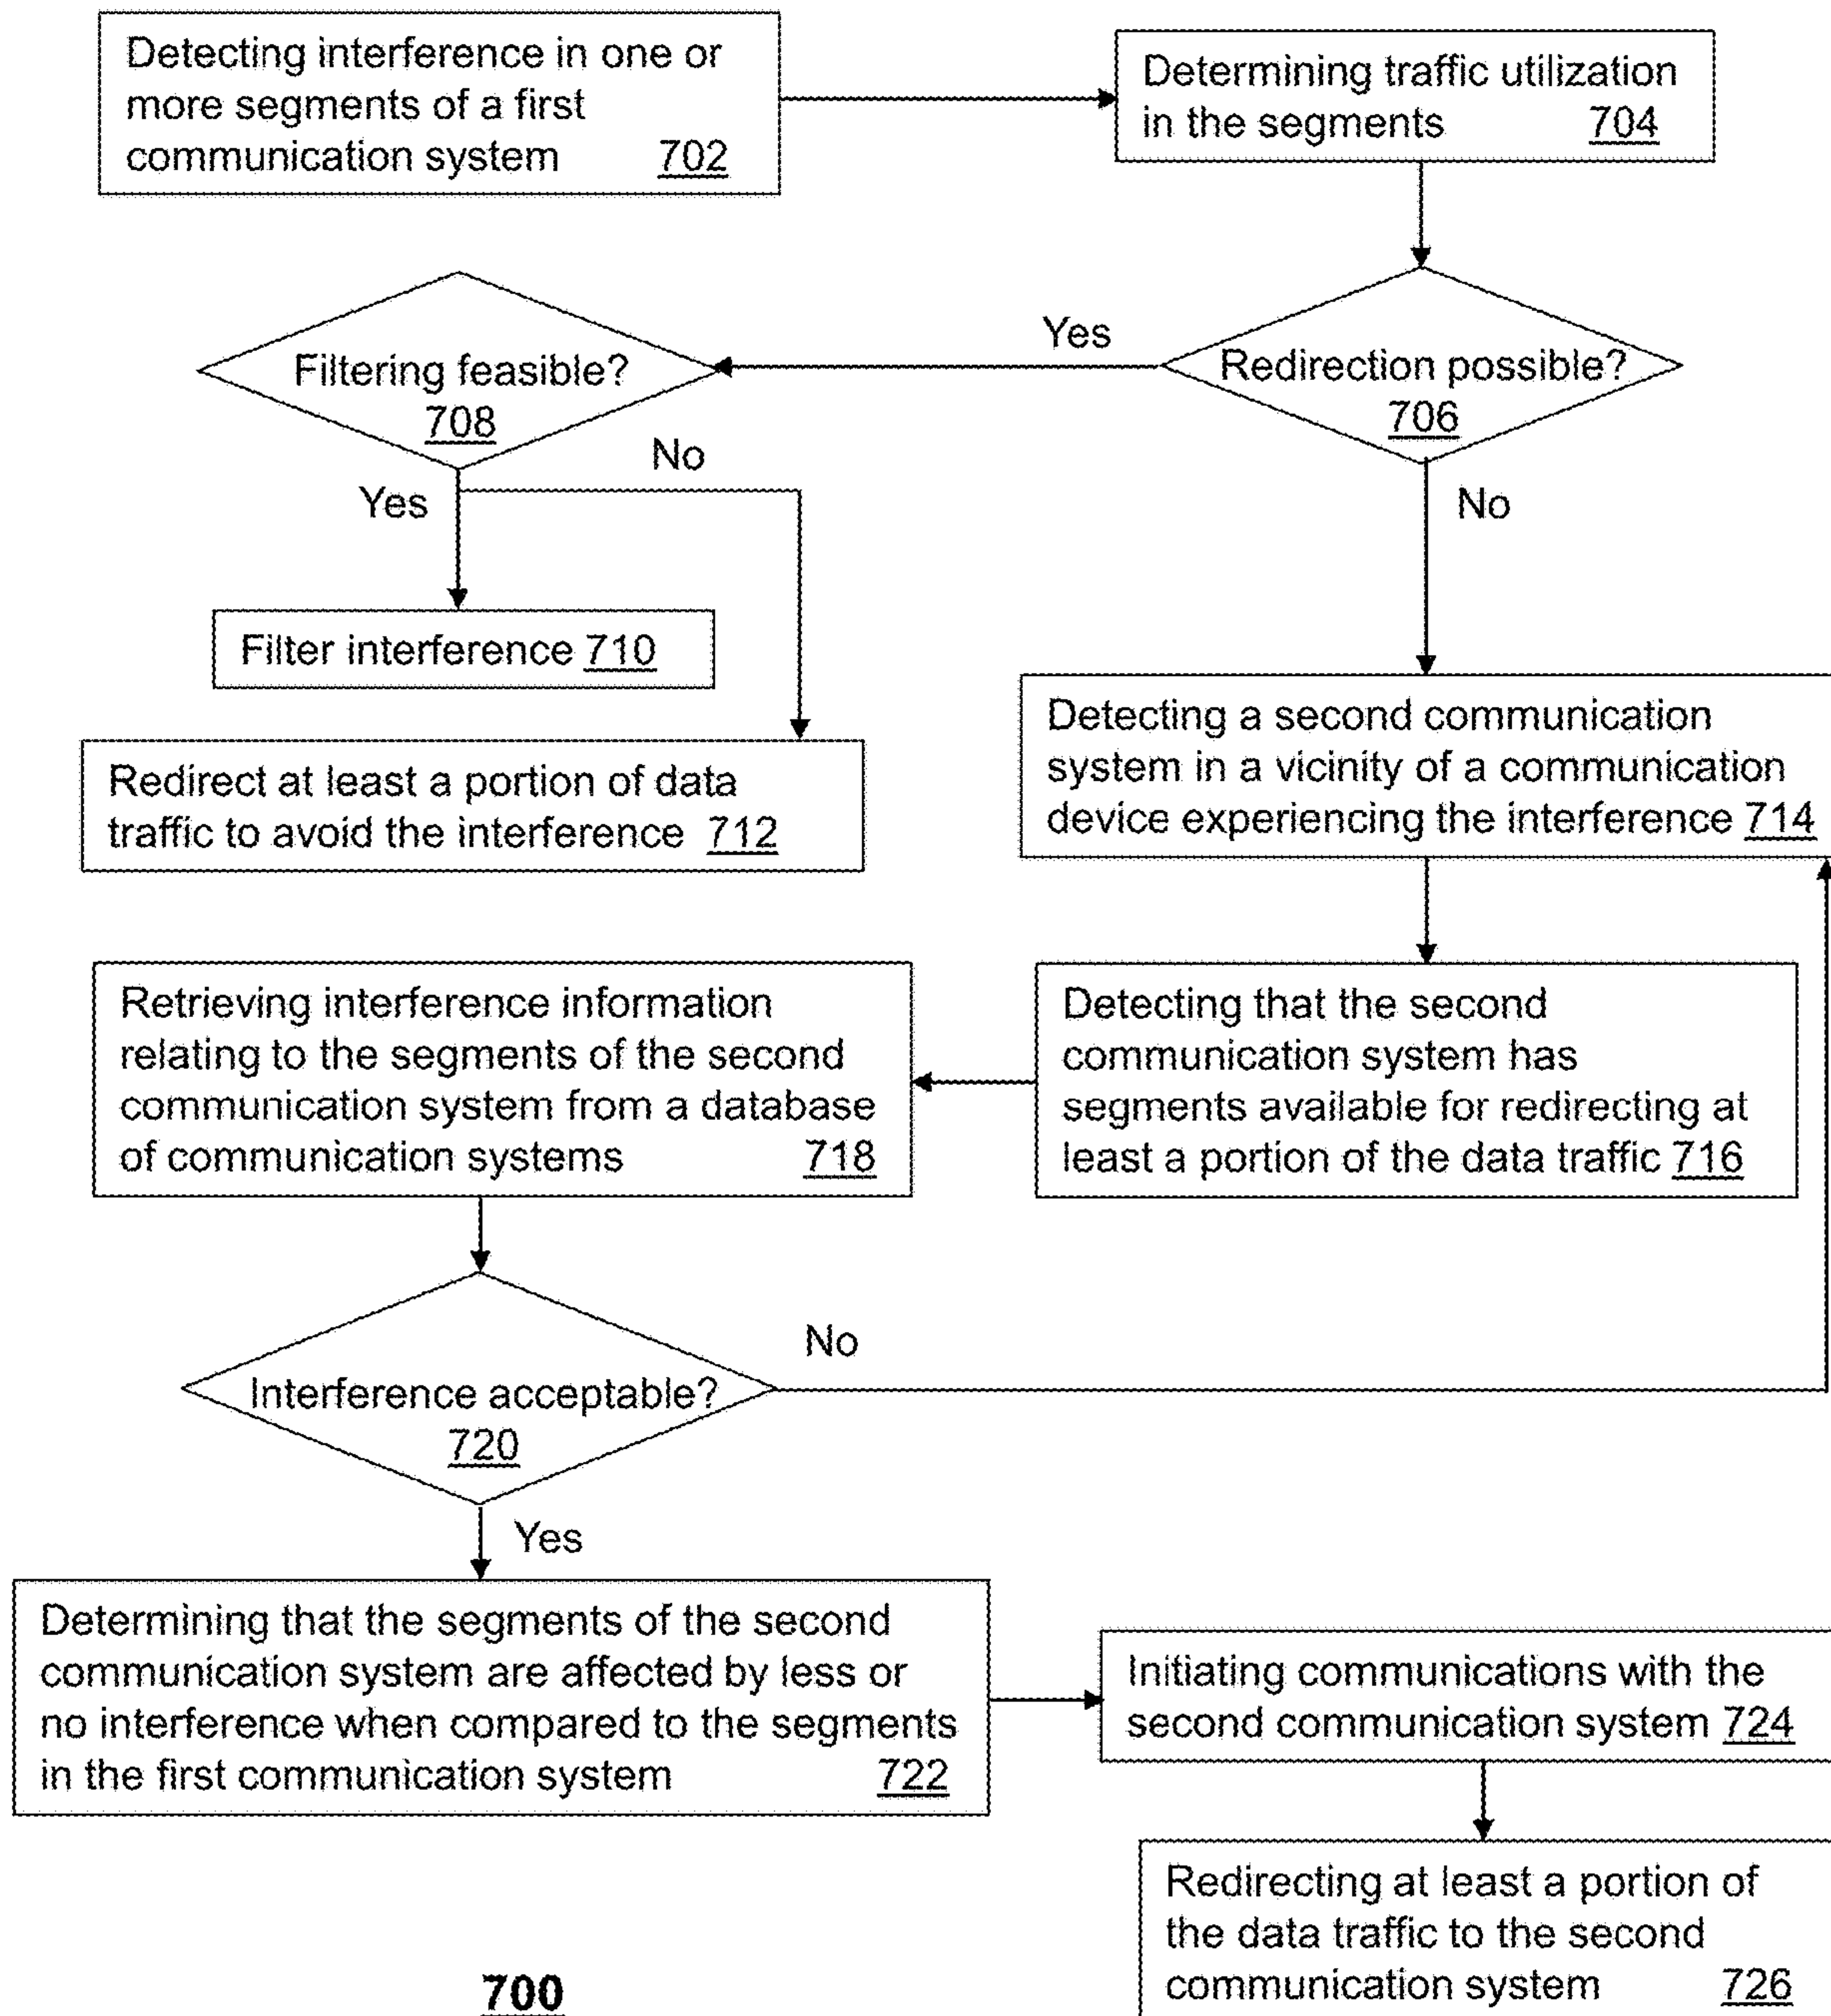 Detecting interference in one or
more segments of a first
communication system 702
Determining traffic utilization
in the segments 704
Redirection possible?
706
Yes
No
Filtering feasible?
708
No
Yes
Filter interference 710
Redirect at least a portion of data
traffic to avoid the interference 712
Detecting a second communication
system in a vicinity of a communication
device experiencing the interference 714
Detecting that the second
communication system has
segments available for redirecting at
least a portion of the data traffic 716
Retrieving interference information
relating to the segments of the second
communication system from a database
of communication systems 718
Interference acceptable?
720
No
Yes
Determining that the segments of the second
communication system are affected by less or
no interference when compared to the segments
in the first communication system 722
Initiating communications with the
second communication system 724
Redirecting at least a portion of
the data traffic to the second
communication system 726
700